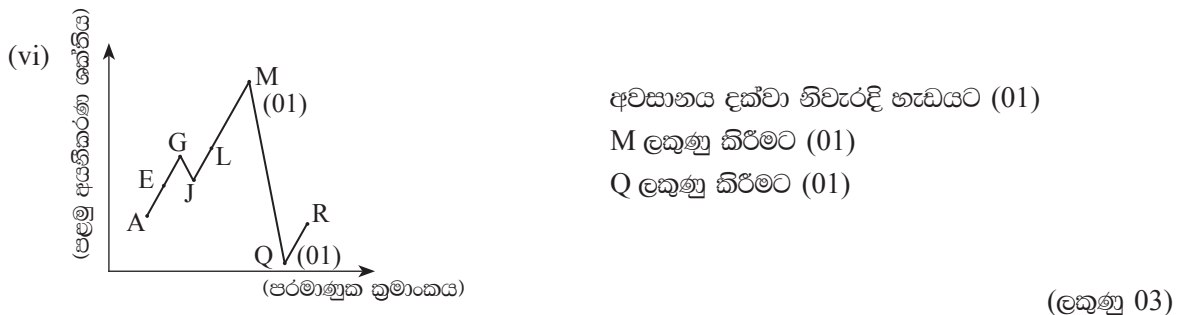 (vi)
(පළමු අයනීකරණ ශක්තිය)
M
(01)
G
E
L
J
A
R
Q (01)
(පරමාණුක ක්‍රමාංකය)
අවසානය දක්වා නිවැරදි හැඩයට (01)
M ලකුණු කිරීමට (01)
Q ලකුණු කිරීමට (01)
(ලකුණු 03)